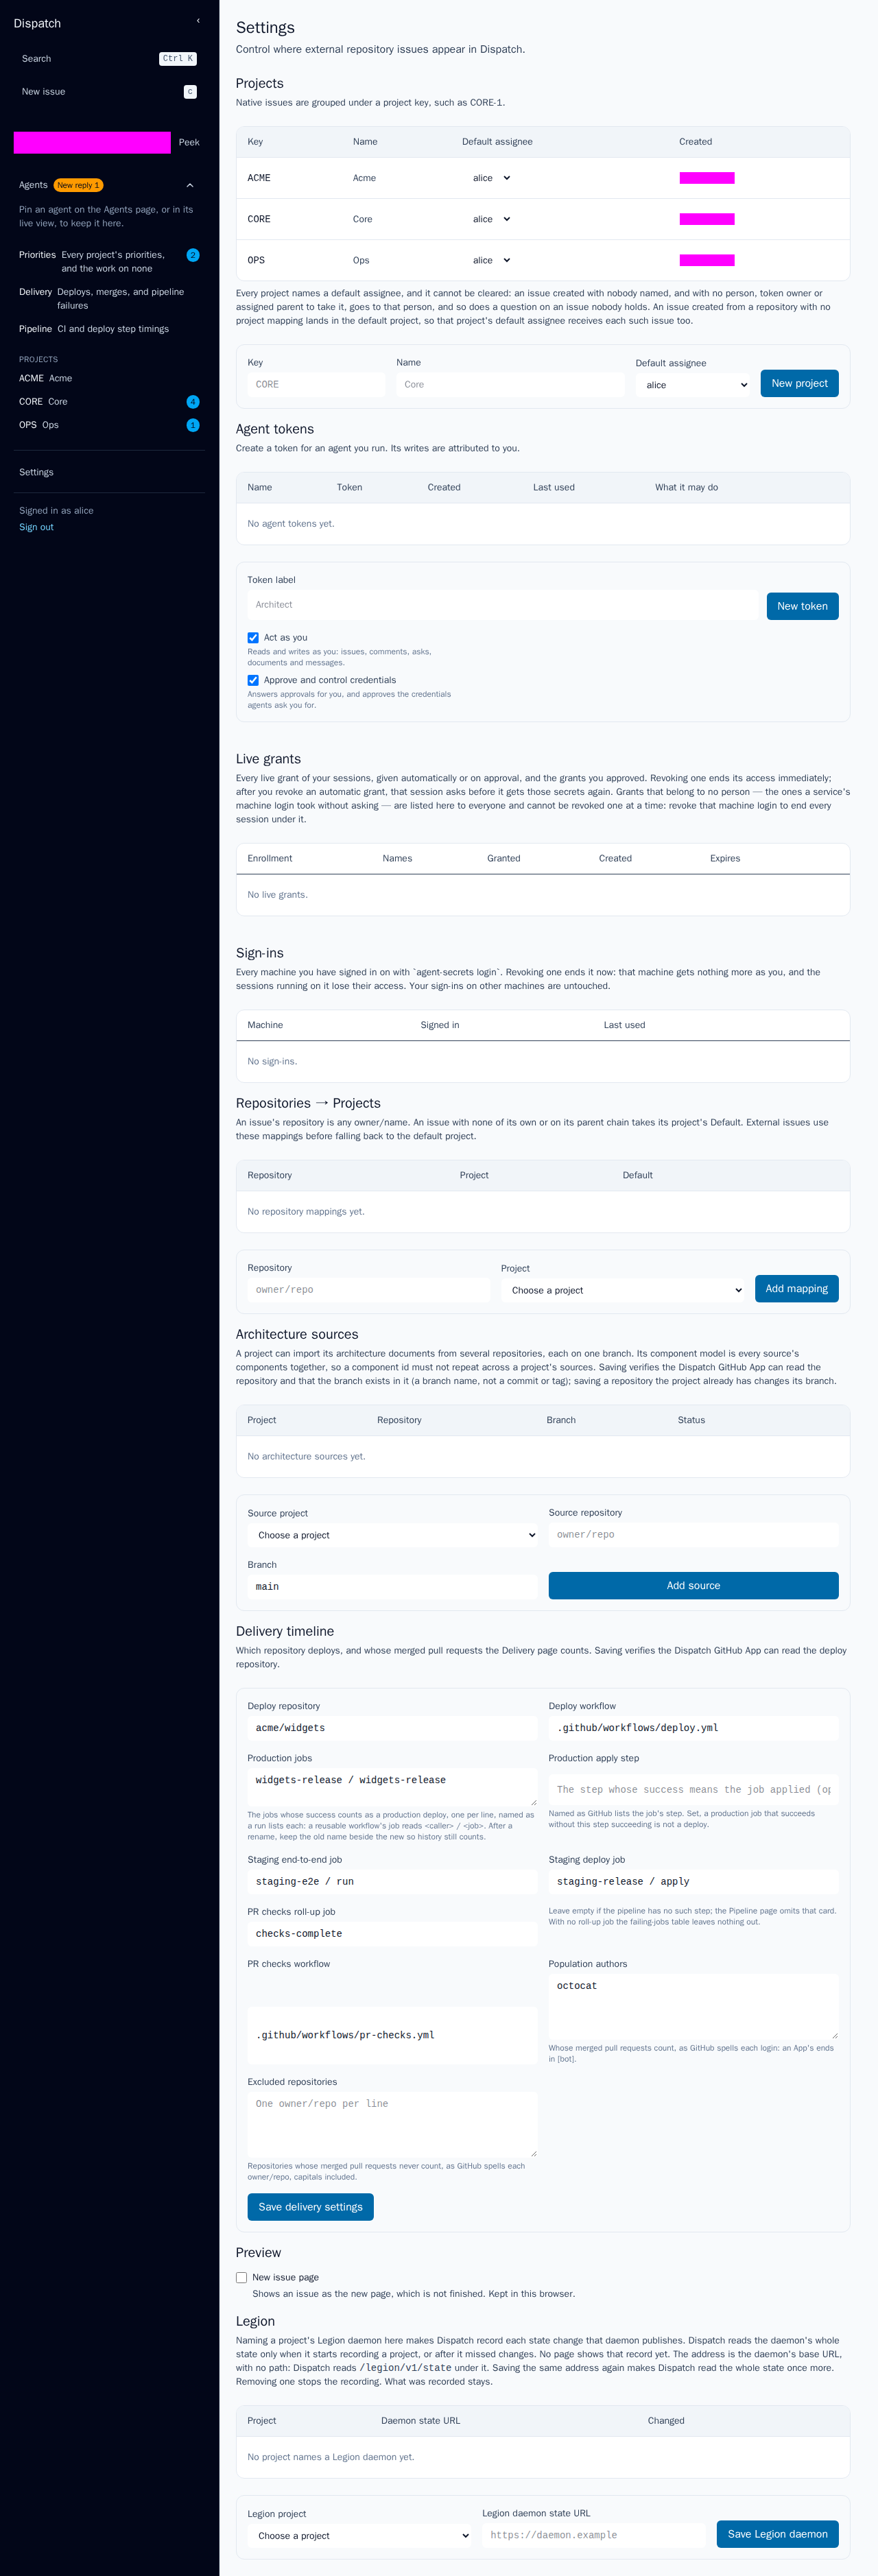 Dispatch
Search
Ctrl K
New issue
C
Peek
Agents
New reply 1
Pin an agent on the Agents page, or in its
live view, to keep it here.
Priorities
Every project's priorities,
and the work on none
2
Delivery
Deploys, merges, and pipeline
failures
Pipeline
CI and deploy step timings
PROJECTS
ACME Acme
CORE Core
4
OPS Ops
1
Settings
Signed in as alice
Sign out
Settings
Control where external repository issues appear in Dispatch.
Projects
Native issues are grouped under a project key, such as CORE-1.
Key Name Default assignee Created
ACME Acme alice
CORE Core alice
OPS Ops alice
Every project names a default assignee, and it cannot be cleared: an issue created with nobody named, and with no person, token owner or
assigned parent to take it, goes to that person, and so does a question on an issue nobody holds. An issue created from a repository with no
project mapping lands in the default project, so that project's default assignee receives each such issue too.
Key Name Default assignee
CORE Core alice New project
Agent tokens
Create a token for an agent you run. Its writes are attributed to you.
Name Token Created Last used What it may do
No agent tokens yet.
Token label
Architect
New token
Act as you
Reads and writes as you: issues, comments, asks,
documents and messages.
Approve and control credentials
Answers approvals for you, and approves the credentials
agents ask you for.
Live grants
Every live grant of your sessions, given automatically or on approval, and the grants you approved. Revoking one ends its access immediately;
after you revoke an automatic grant, that session asks before it gets those secrets again. Grants that belong to no person — the ones a service's
machine login took without asking — are listed here to everyone and cannot be revoked one at a time: revoke that machine login to end every
session under it.
Enrollment Names Granted Created Expires
No live grants.
Sign-ins
Every machine you have signed in on with `agent-secrets login`. Revoking one ends it now: that machine gets nothing more as you, and the
sessions running on it lose their access. Your sign-ins on other machines are untouched.
Machine Signed in Last used
No sign-ins.
Repositories → Projects
An issue's repository is any owner/name. An issue with none of its own or on its parent chain takes its project's Default. External issues use
these mappings before falling back to the default project.
Repository Project Default
No repository mappings yet.
Repository Project
owner/repo Choose a project Add mapping
Architecture sources
A project can import its architecture documents from several repositories, each on one branch. Its component model is every source's
components together, so a component id must not repeat across a project's sources. Saving verifies the Dispatch GitHub App can read the
repository and that the branch exists in it (a branch name, not a commit or tag); saving a repository the project already has changes its branch.
Project Repository Branch Status
No architecture sources yet.
Source project Source repository
Choose a project owner/repo
Branch
main Add source
Delivery timeline
Which repository deploys, and whose merged pull requests the Delivery page counts. Saving verifies the Dispatch GitHub App can read the deploy
repository.
Deploy repository Deploy workflow
acme/widgets .github/workflows/deploy.yml
Production jobs Production apply step
widgets-release / widgets-release
The step whose success means the job applied (op
The jobs whose success counts as a production deploy, one per line, named as
a run lists each: a reusable workflow's job reads <caller> / <job>. After a
rename, keep the old name beside the new so history still counts.
Named as GitHub lists the job's step. Set, a production job that succeeds
without this step succeeding is not a deploy.
Staging end-to-end job Staging deploy job
staging-e2e / run staging-release / apply
PR checks roll-up job
checks-complete
Leave empty if the pipeline has no such step; the Pipeline page omits that card.
With no roll-up job the failing-jobs table leaves nothing out.
PR checks workflow Population authors
.github/workflows/pr-checks.yml
octocat
Whose merged pull requests count, as GitHub spells each login: an App's ends
in [bot].
Excluded repositories
One owner/repo per line
Repositories whose merged pull requests never count, as GitHub spells each
owner/repo, capitals included.
Save delivery settings
Preview
New issue page
Shows an issue as the new page, which is not finished. Kept in this browser.
Legion
Naming a project's Legion daemon here makes Dispatch record each state change that daemon publishes. Dispatch reads the daemon's whole
state only when it starts recording a project, or after it missed changes. No page shows that record yet. The address is the daemon's base URL,
with no path: Dispatch reads /legion/v1/state under it. Saving the same address again makes Dispatch read the whole state once more.
Removing one stops the recording. What was recorded stays.
Project Daemon state URL Changed
No project names a Legion daemon yet.
Legion project Legion daemon state URL
Choose a project https://daemon.example Save Legion daemon